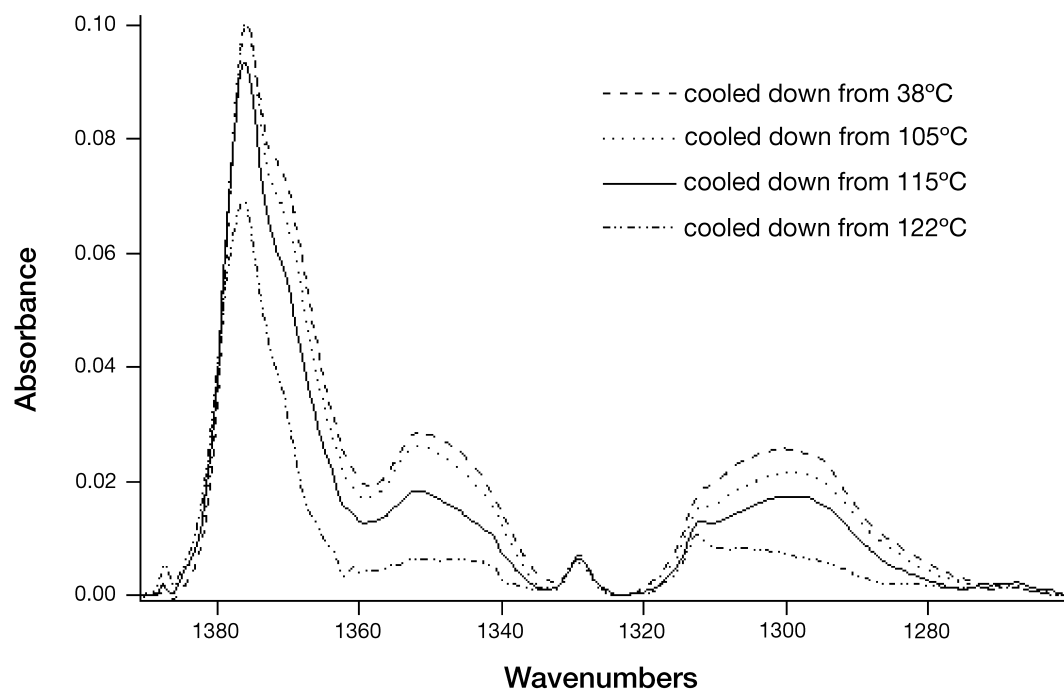 0.10
0.08
0.06
0.04
0.02
0.00
Absorbance
cooled down from 38ºC
cooled down from 105ºC
cooled down from 115ºC
cooled down from 122ºC
1380 1360 1340 1320 1300 1280
Wavenumbers